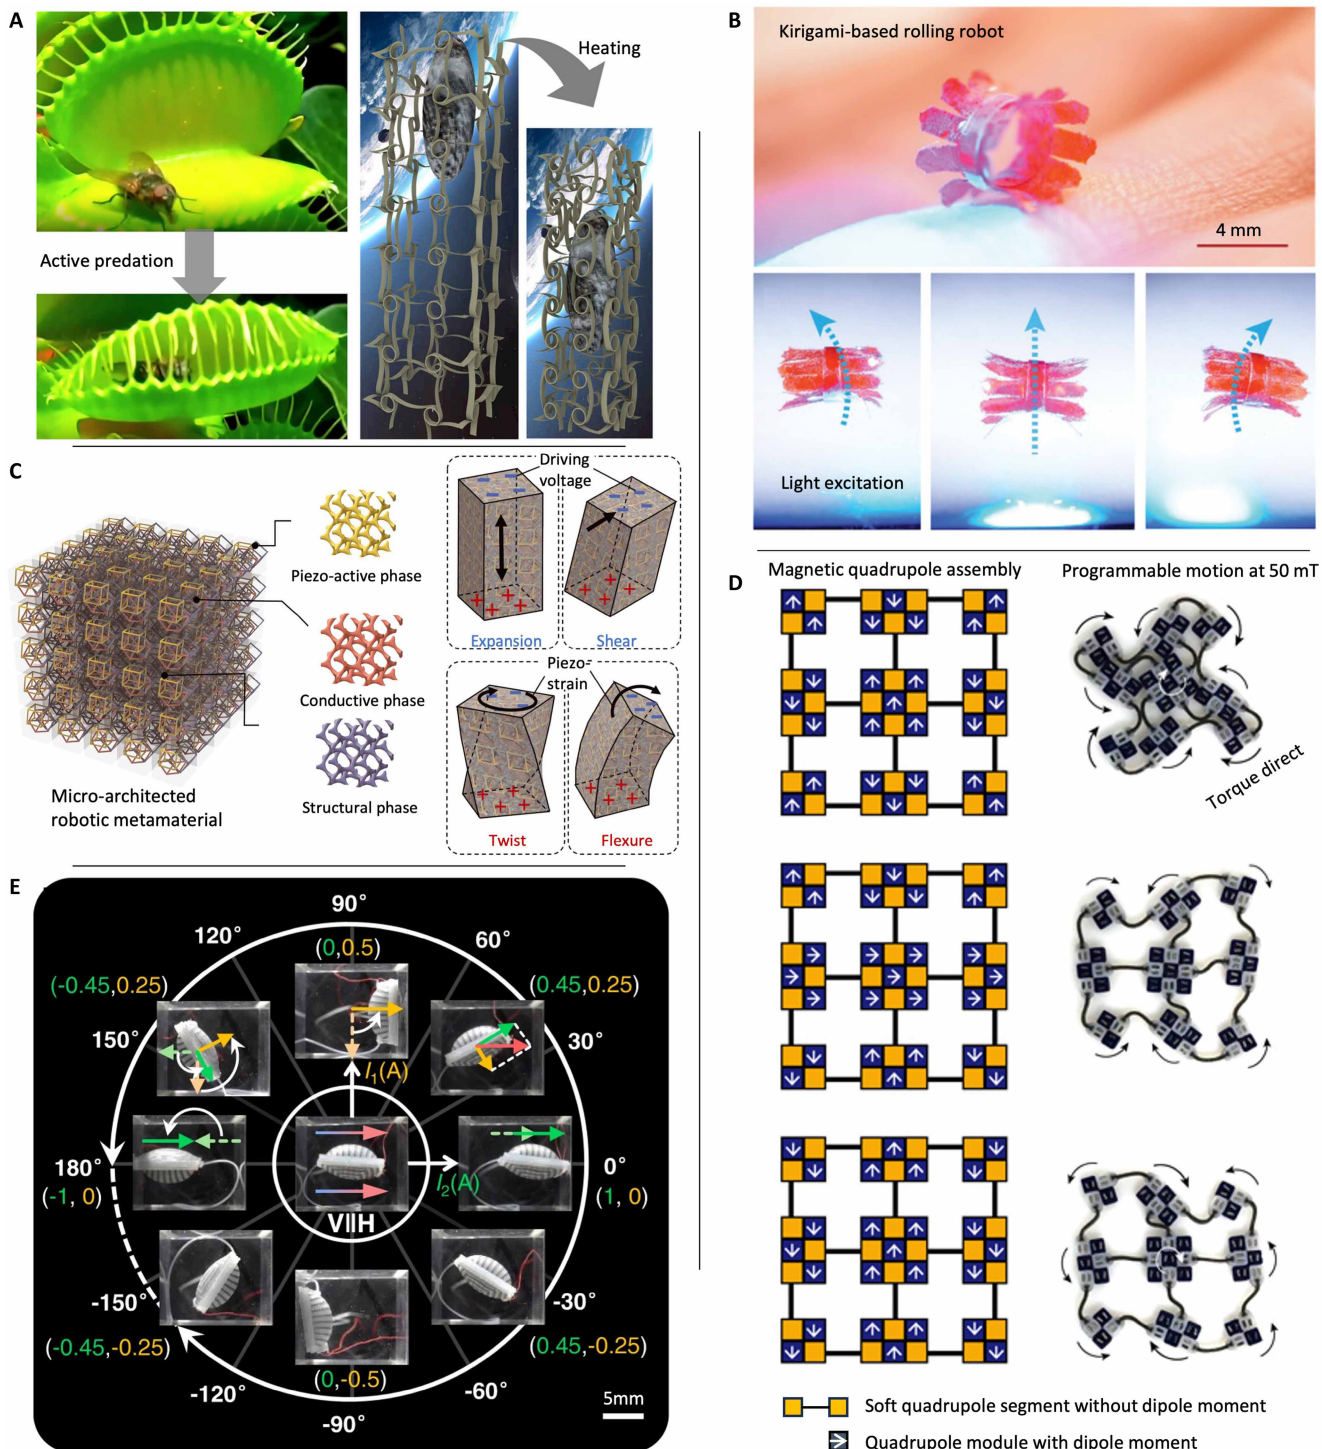 A
Heating
Active predation
B
Kirigami-based rolling robot
4 mm
Light excitation
C
Piezo-active phase
Conductive phase
Structural phase
Micro-architected
robotic metamaterial
Driving
voltage
Expansion
Shear
Piezo-
strain
Twist
Flexure
D
Magnetic quadrupole assembly
Programmable motion at 50 mT
Torque direct
Soft quadrupole segment without dipole moment
Quadrupole module with dipole moment
E
90°
120°
60°
(0,0.5)
(-0.45,0.25)
(0.45,0.25)
150°
30°
I1(A)
180°
0°
(-1, 0)
I2(A)
(1, 0)
V||H
-150°
-30°
(-0.45,-0.25)
(0.45,-0.25)
(0,-0.5)
-120°
-60°
-90°
5mm